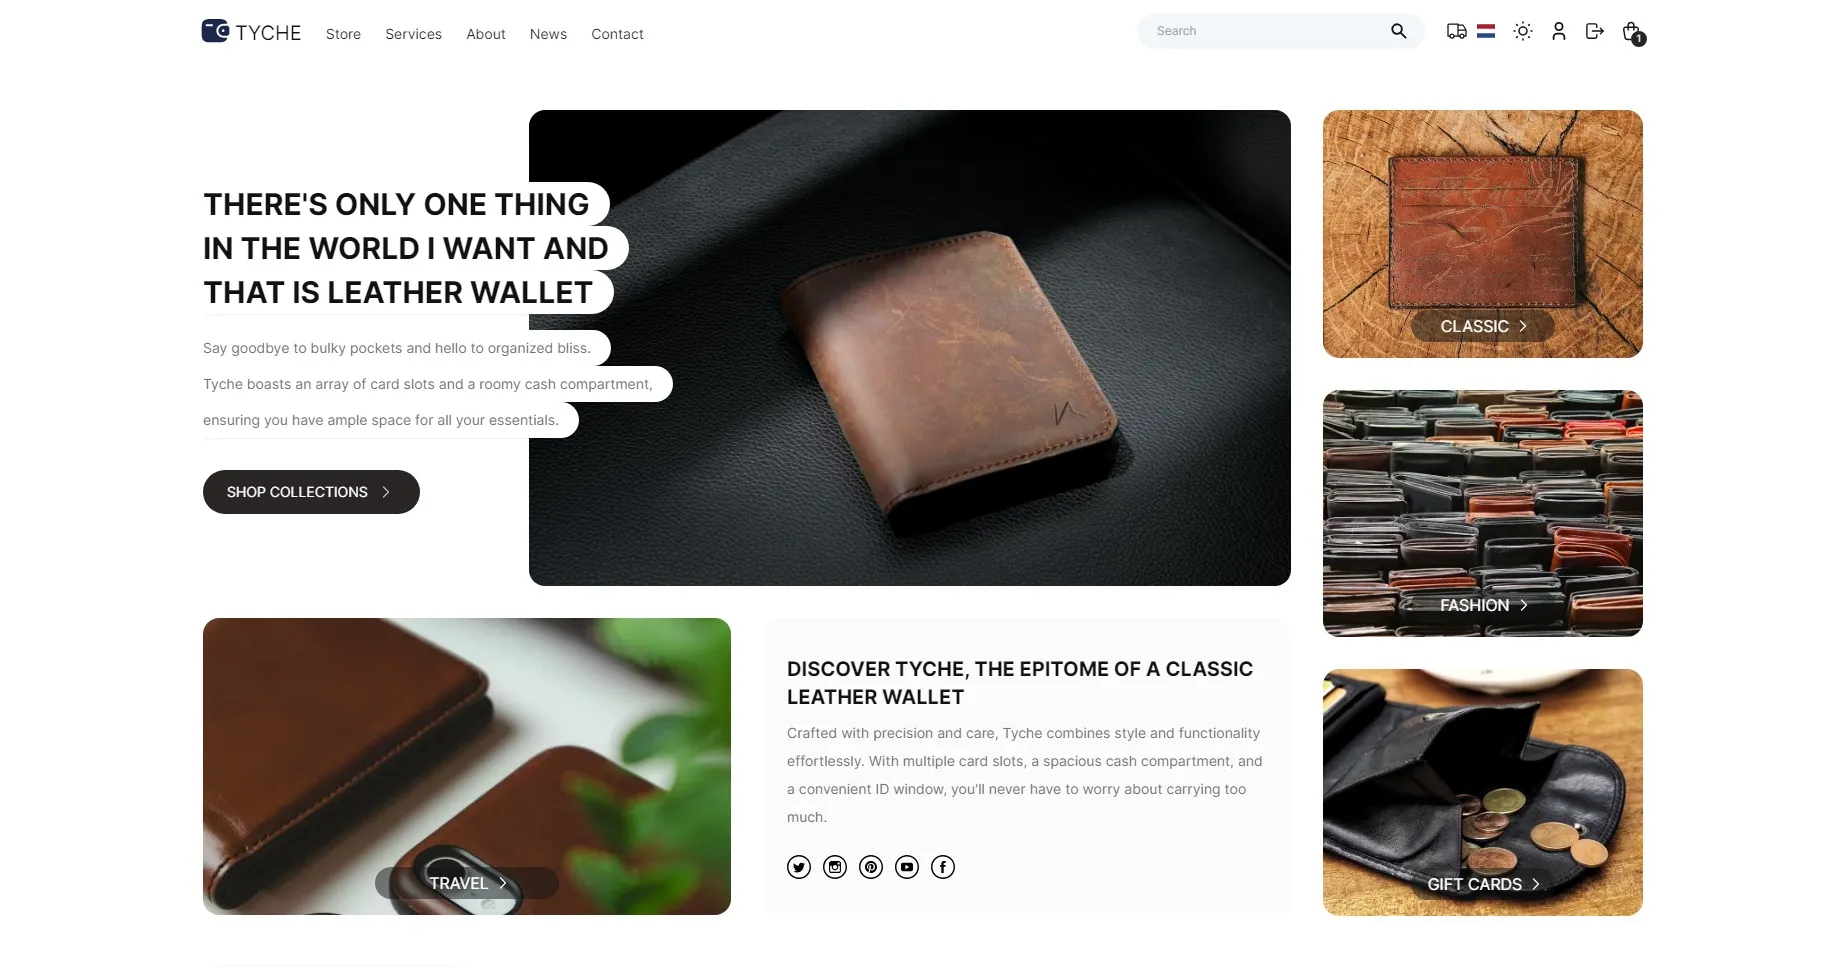 TYCHE
Store
Services
About
News
Contact
Search
1
THERE'S ONLY ONE THING
IN THE WORLD I WANT AND
THAT IS LEATHER WALLET
Say goodbye to bulky pockets and hello to organized bliss.
Tyche boasts an array of card slots and a roomy cash compartment,
ensuring you have ample space for all your essentials.
SHOP COLLECTIONS
CLASSIC
FASHION
TRAVEL
DISCOVER TYCHE, THE EPITOME OF A CLASSIC
LEATHER WALLET
Crafted with precision and care, Tyche combines style and functionality
effortlessly. With multiple card slots, a spacious cash compartment, and
a convenient ID window, you'll never have to worry about carrying too
much.
GIFT CARDS